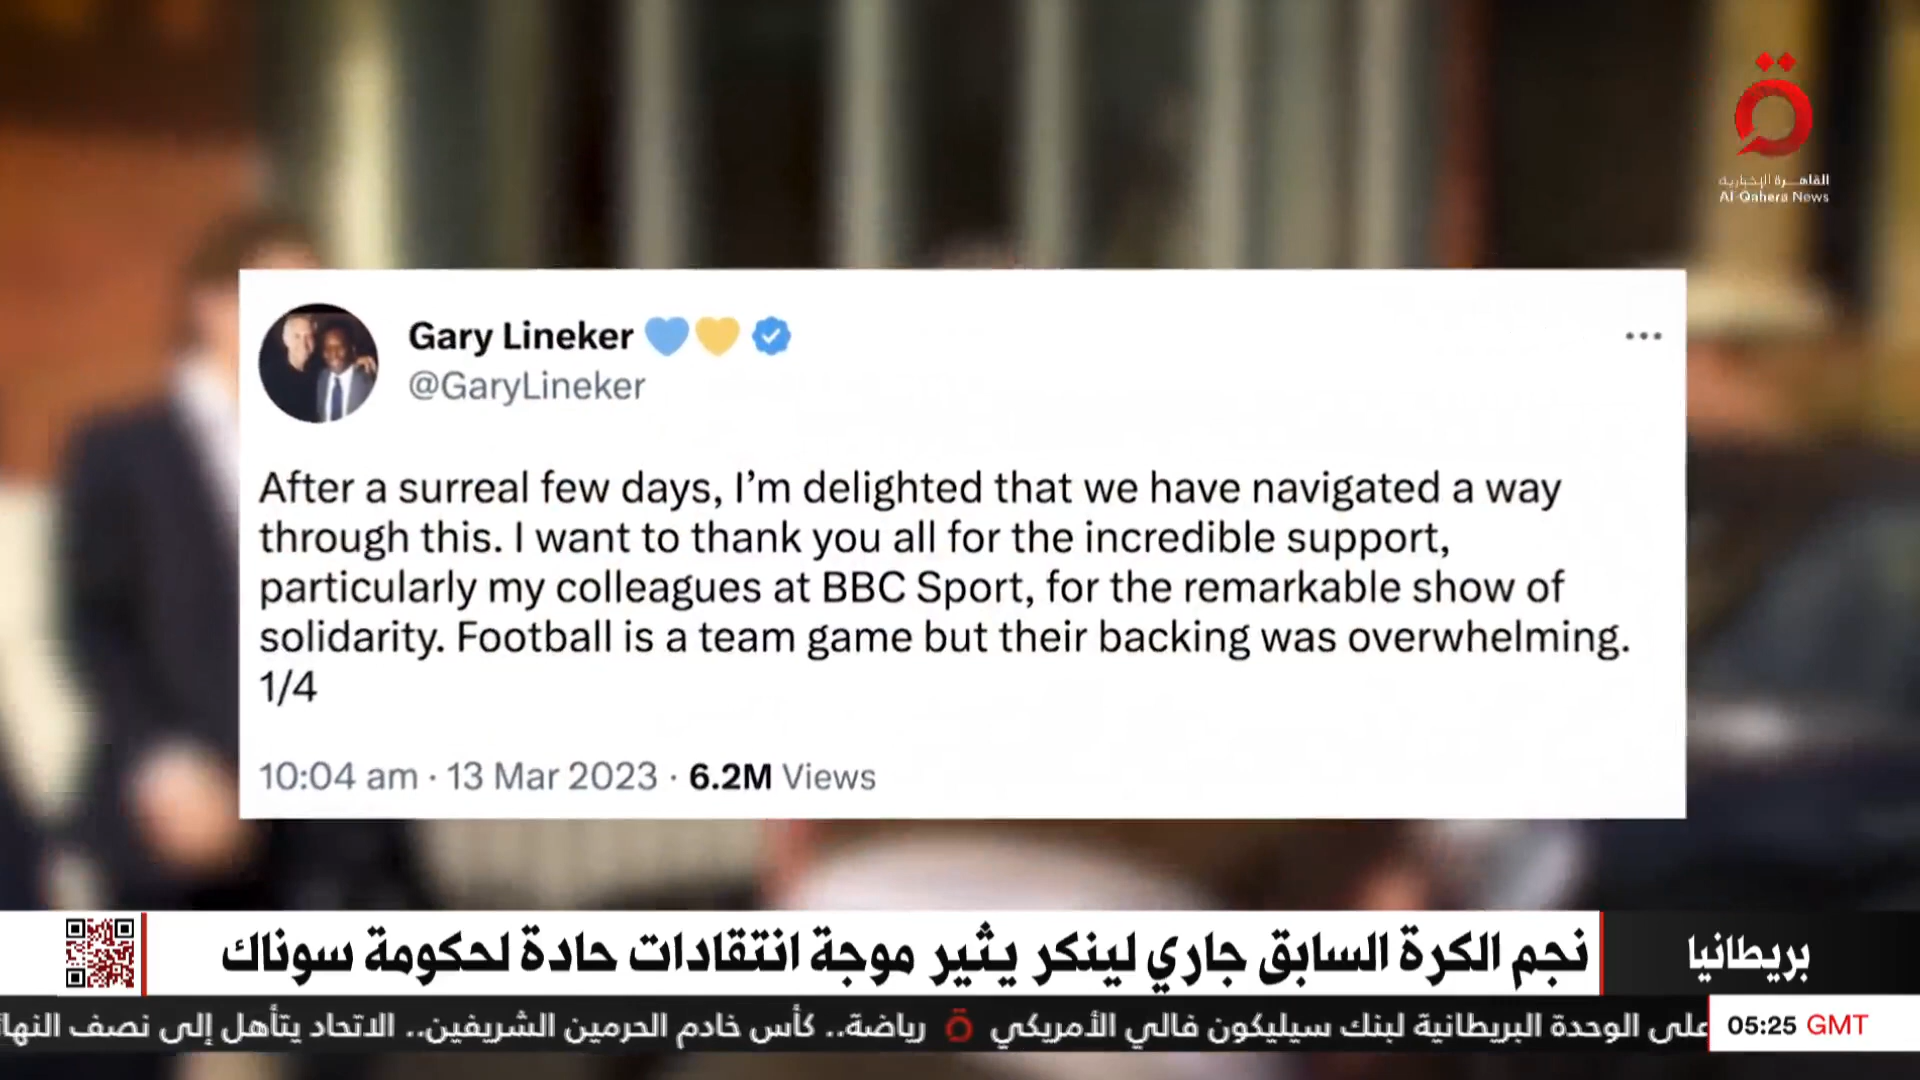 القاهرة الإخبارية
Al Qahera News
Gary Lineker
@GaryLineker
After a surreal few days, I’m delighted that we have navigated a way
through this. I want to thank you all for the incredible support,
particularly my colleagues at BBC Sport, for the remarkable show of
solidarity. Football is a team game but their backing was overwhelming.
1/4
10:04 am · 13 Mar 2023 · 6.2M Views
بريطانيا
نجم الكرة السابق جاري لينكر يثير موجة انتقادات حادة لحكومة سوناك
05:25 GMT
على الوحدة البريطانية لبنك سيليكون فالي الأمريكي
رياضة.. كأس خادم الحرمين الشريفين.. الاتحاد يتأهل إلى نصف